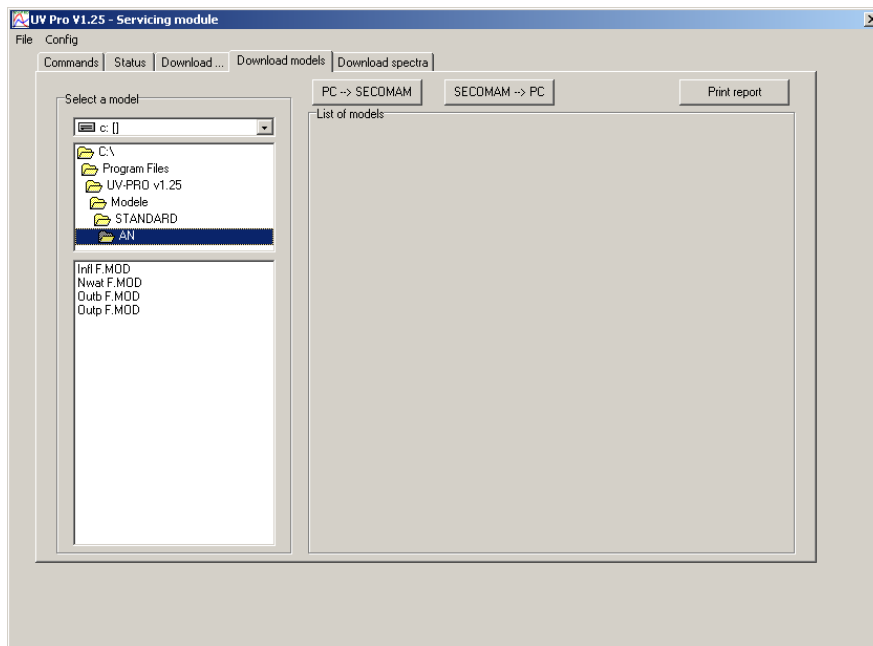 UV Pro V1.25 - Servicing module
File Config
Commands Status Download ... Download models Download spectra
PC --> SECOMAM SECOMAM --> PC Print report
Select a model
List of models
c: []
C:\
Program Files
UV-PRO v1.25
Modele
STANDARD
AN
Infl F.MOD
Nwat F.MOD
Outb F.MOD
Outp F.MOD